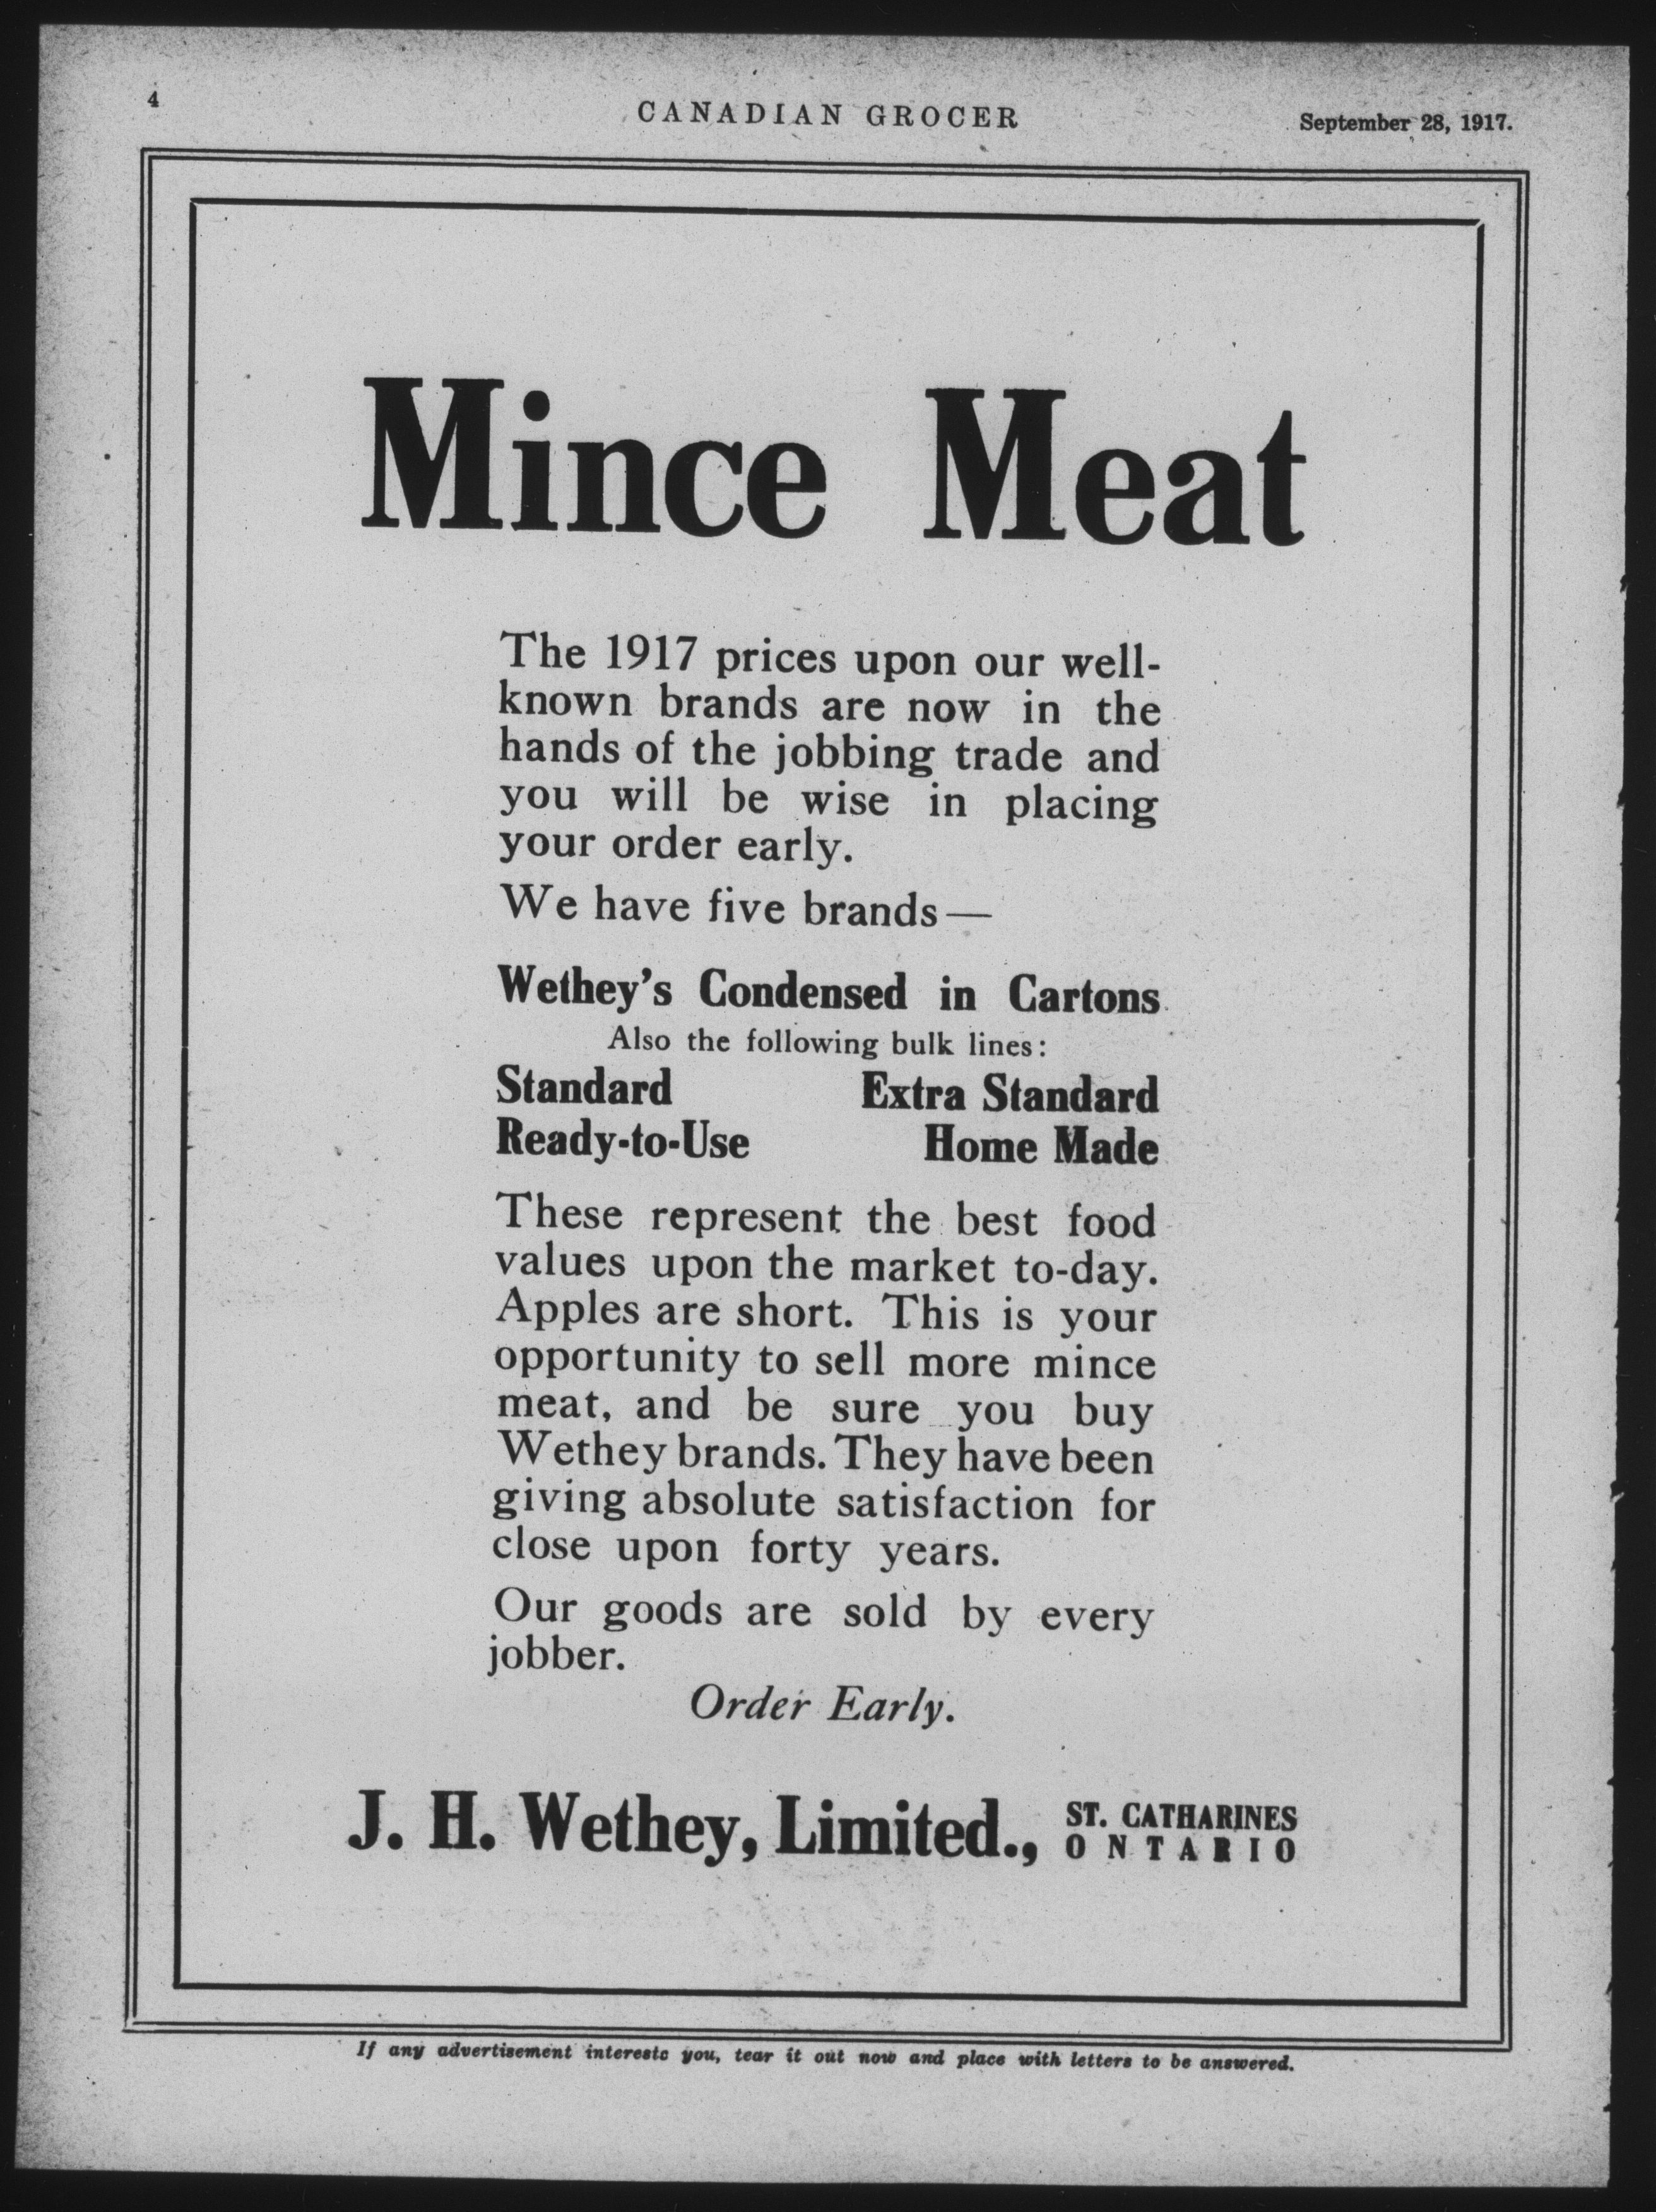 4
CANADIAN GROCER
September 28, 1917.
Mince Meat
The 1917 prices upon our well-
known brands are now in the
hands of the jobbing trade and
you will be wise in placing
your order early.
We have five brands—
Wethey's Condensed in Cartons
Also the following bulk lines:
Standard Extra Standard
Ready-to-Use Home Made
These represent the best food
values upon the market to-day.
Apples are short. This is your
opportunity to sell more mince
meat, and be sure you buy
Wethey brands. They have been
giving absolute satisfaction for
close upon forty years.
Our goods are sold by every
jobber.
Order Early.
J. H. Wethey, Limited., ST. CATHARINES
ONTARIO
If any advertisement interests you, tear it out now and place with letters to be answered.